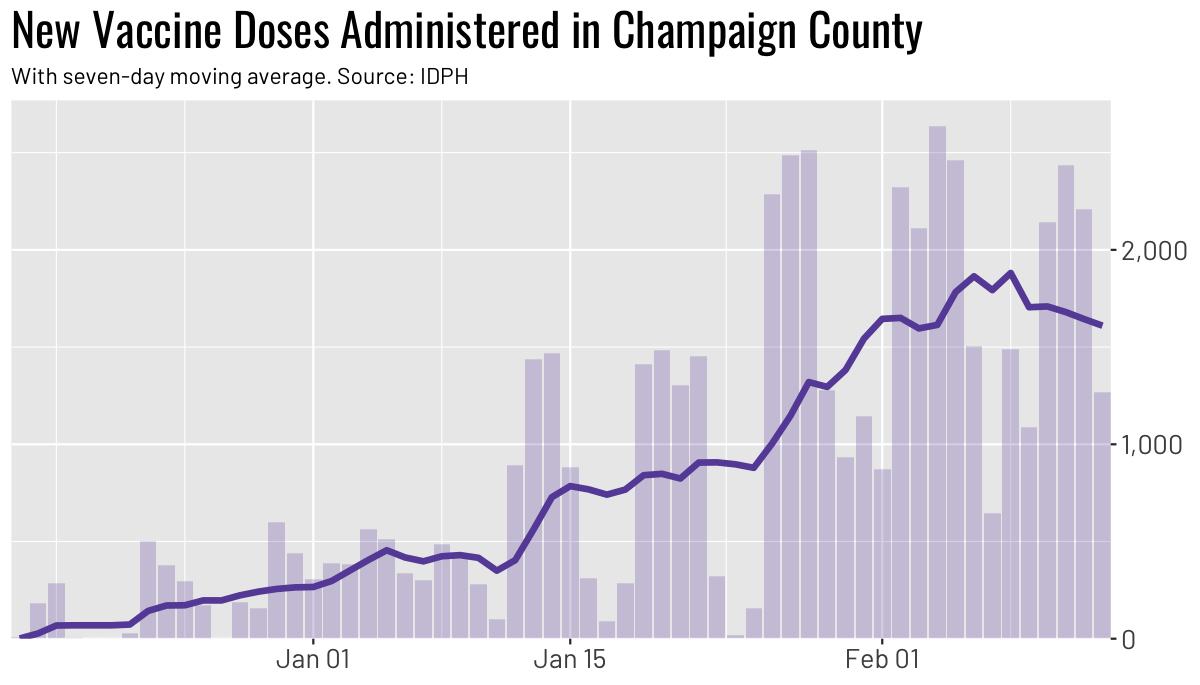 New Vaccine Doses Administered in Champaign County
With seven-day moving average. Source: IDPH
2,000
1,000
0
Jan 01 Jan 15 Feb 01